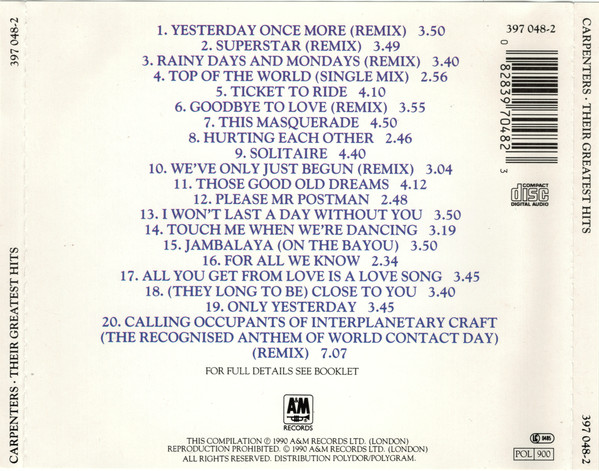 397 048-2
CARPENTERS · THEIR GREATEST HITS
1. YESTERDAY ONCE MORE (REMIX) 3.50
2. SUPERSTAR (REMIX) 3.49
3. RAINY DAYS AND MONDAYS (REMIX) 3.40
4. TOP OF THE WORLD (SINGLE MIX) 2.56
5. TICKET TO RIDE 4.10
6. GOODBYE TO LOVE (REMIX) 3.55
7. THIS MASQUERADE 4.50
8. HURTING EACH OTHER 2.46
9. SOLITAIRE 4.40
10. WE'VE ONLY JUST BEGUN (REMIX) 3.04
11. THOSE GOOD OLD DREAMS 4.12
12. PLEASE MR POSTMAN 2.48
13. I WON'T LAST A DAY WITHOUT YOU 3.50
14. TOUCH ME WHEN WE'RE DANCING 3.19
15. JAMBALAYA (ON THE BAYOU) 3.50
16. FOR ALL WE KNOW 2.34
17. ALL YOU GET FROM LOVE IS A LOVE SONG 3.45
18. (THEY LONG TO BE) CLOSE TO YOU 3.40
19. ONLY YESTERDAY 3.45
20. CALLING OCCUPANTS OF INTERPLANETARY CRAFT
(THE RECOGNISED ANTHEM OF WORLD CONTACT DAY)
(REMIX) 7.07
FOR FULL DETAILS SEE BOOKLET
A&M
RECORDS
THIS COMPILATION ℗ 1990 A&M RECORDS LTD. (LONDON)
REPRODUCTION PROHIBITED. © 1990 A&M RECORDS LTD. (LONDON)
ALL RIGHTS RESERVED. DISTRIBUTION POLYDOR/POLYGRAM.
397 048-2
0 82839 70482 3
COMPACT
disc
DIGITAL AUDIO
POL 900
CARPENTERS · THEIR GREATEST HITS
397 048-2